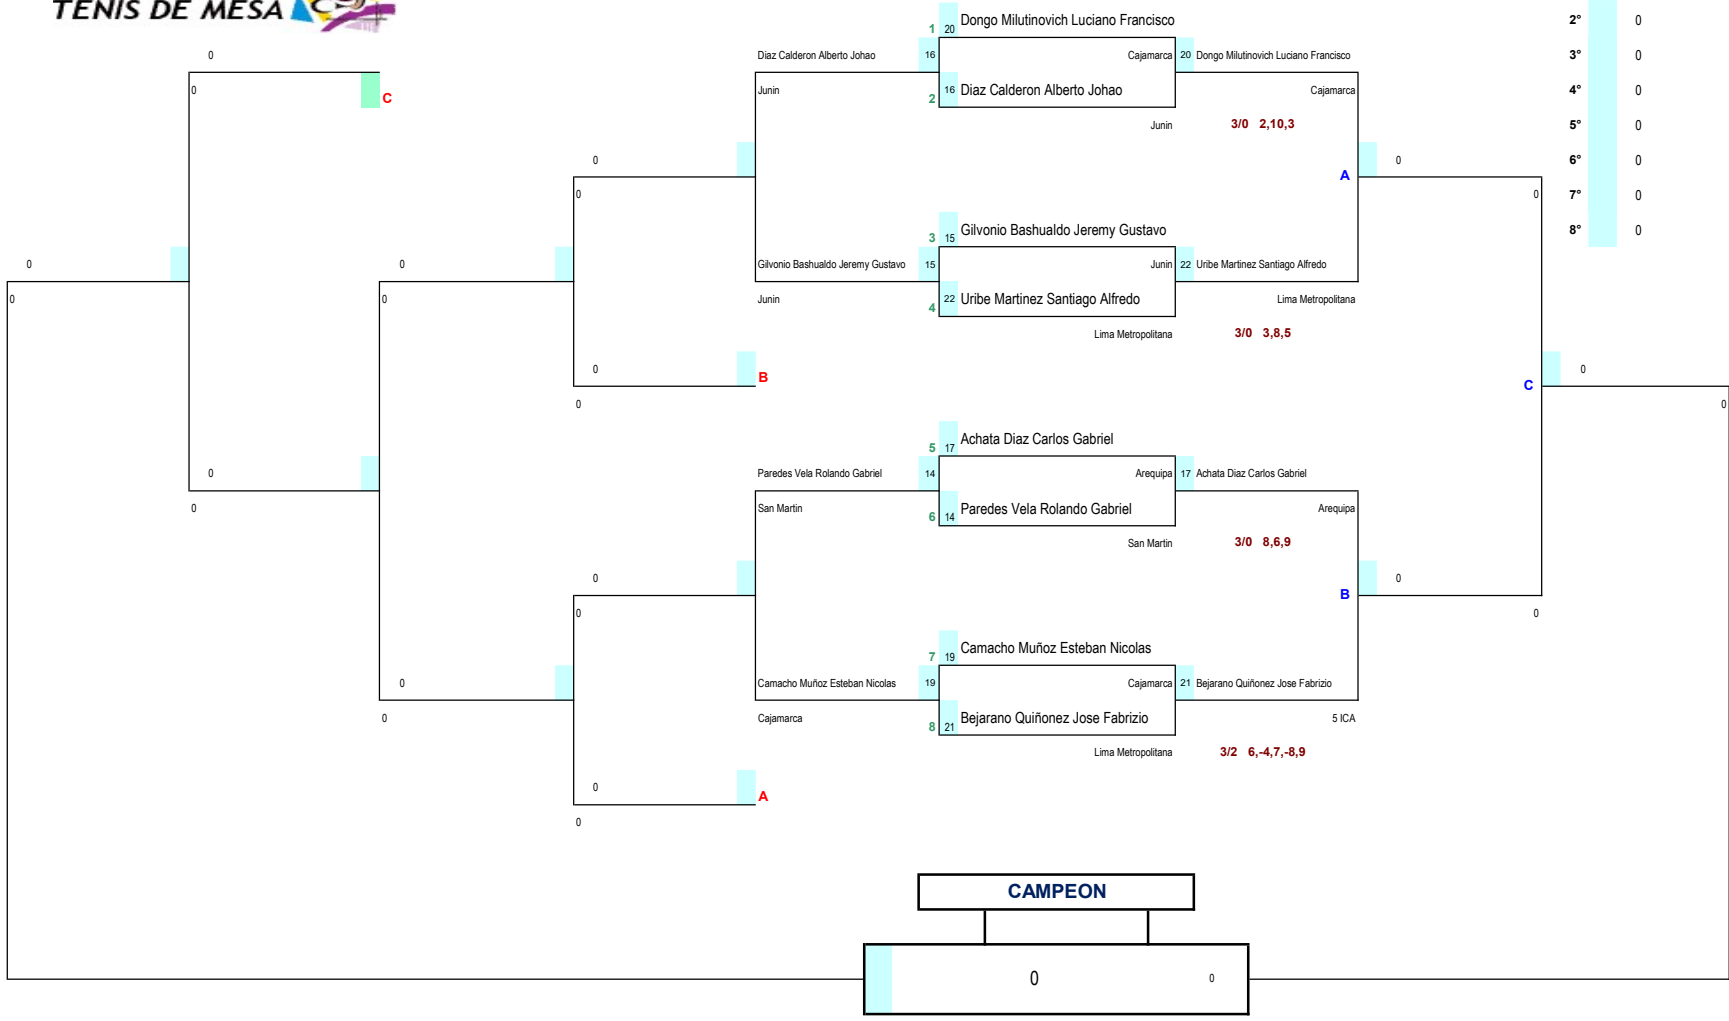 TENIS DE MESA
1 20 Dongo Milutinovich Luciano Francisco
2° 0
0
Diaz Calderon Alberto Johao 16
Cajamarca 20 Dongo Milutinovich Luciano Francisco
3° 0
0
C
Junin
2 16 Diaz Calderon Alberto Johao
Cajamarca
4° 0
Junin 3/0 2,10,3
5° 0
0
A 0
6° 0
0
0
7° 0
3 15 Gilvonio Bashualdo Jeremy Gustavo
8° 0
0
0
Gilvonio Bashualdo Jeremy Gustavo 15
Junin 22 Uribe Martinez Santiago Alfredo
0
0
Junin
4 22 Uribe Martinez Santiago Alfredo
Lima Metropolitana
Lima Metropolitana 3/0 3,8,5
0
B
C 0
0
0
5 17 Achata Diaz Carlos Gabriel
0
Paredes Vela Rolando Gabriel 14
Arequipa 17 Achata Diaz Carlos Gabriel
0
San Martin
6 14 Paredes Vela Rolando Gabriel
Arequipa
San Martin 3/0 8,6,9
0
B 0
0
0
7 19 Camacho Muñoz Esteban Nicolas
0
Camacho Muñoz Esteban Nicolas 19
Cajamarca 21 Bejarano Quiñonez Jose Fabrizio
0
Cajamarca
8 21 Bejarano Quiñonez Jose Fabrizio
5 ICA
Lima Metropolitana 3/2 6,-4,7,-8,9
0
A
0
CAMPEON
0 0